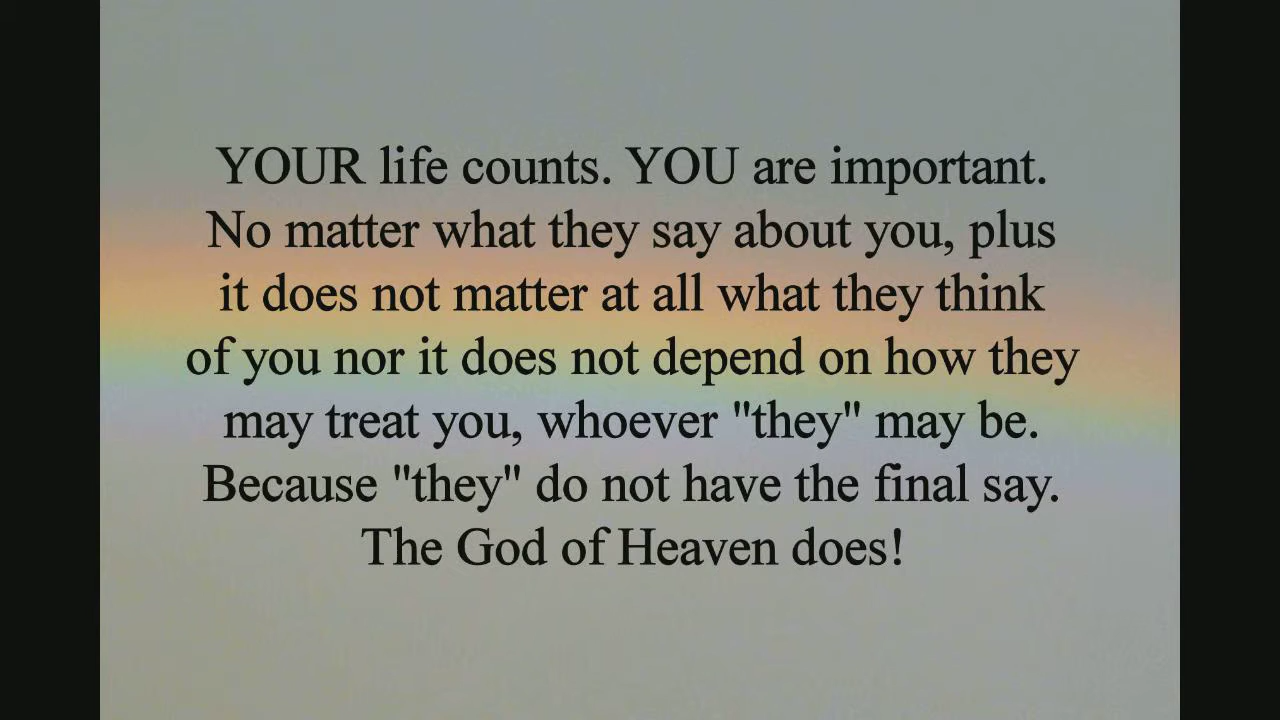 YOUR life counts. YOU are important.
No matter what they say about you, plus
it does not matter at all what they think
of you nor it does not depend on how they
may treat you, whoever "they" may be.
Because "they" do not have the final say.
The God of Heaven does!